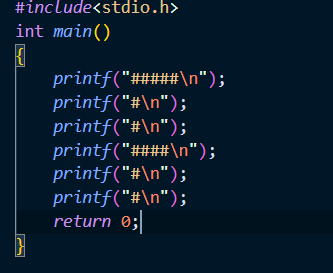 #include<stdio.h>
int main()
{
    printf("#####\n");
    printf("#\n");
    printf("#\n");
    printf("####\n");
    printf("#\n");
    printf("#\n");
    return 0;
}